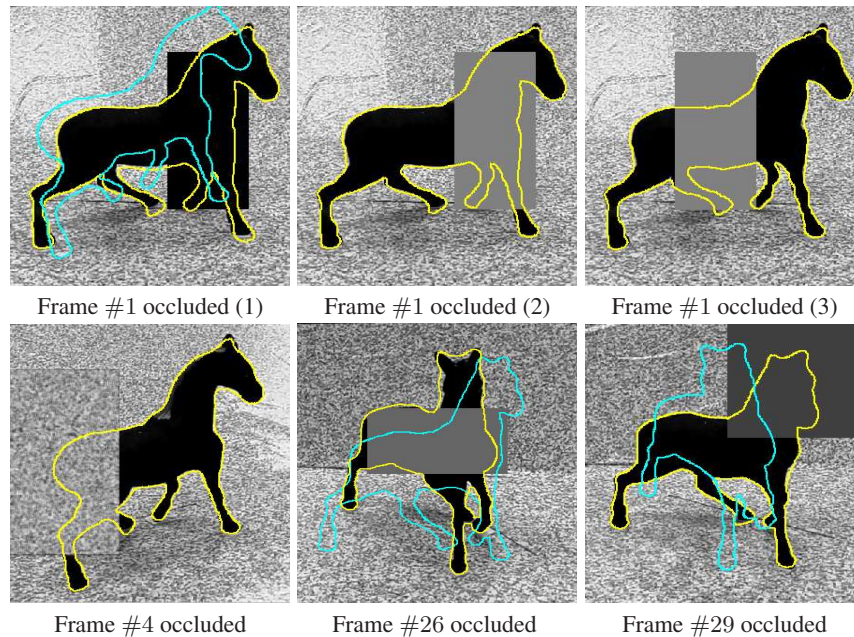 Frame #1 occluded (1)
Frame #1 occluded (2)
Frame #1 occluded (3)
Frame #4 occluded
Frame #26 occluded
Frame #29 occluded